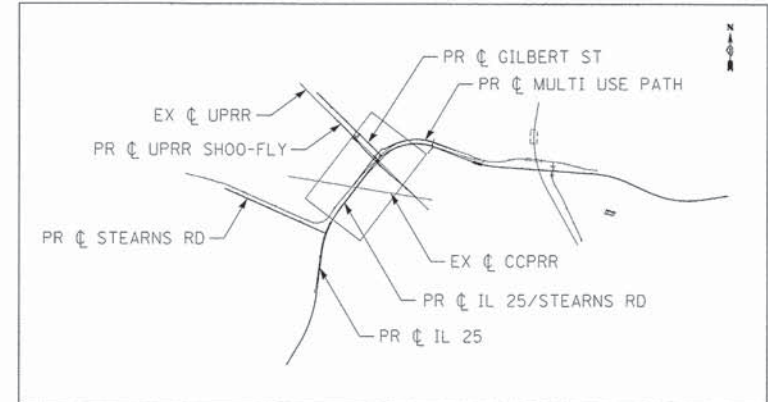 N
PR ℄ GILBERT ST
PR ℄ MULTI USE PATH
EX ℄ UPRR
PR ℄ UPRR SHOO-FLY
PR ℄ STEARNS RD
EX ℄ CCPRR
PR ℄ IL 25/STEARNS RD
PR ℄ IL 25